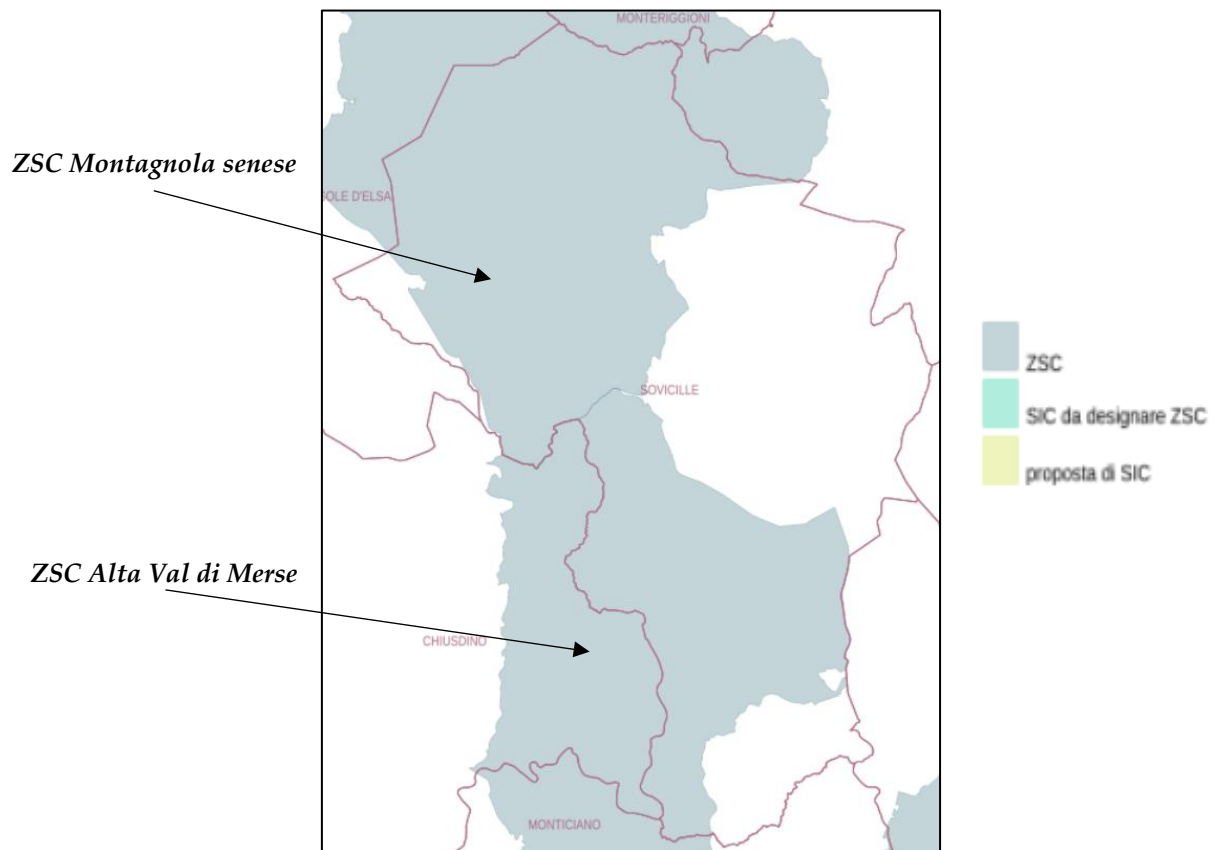 MONTERIGGIONI
ZSC Montagnola senese
SOLE D'ELSA
ZSC
SOVICILLE
SIC da designare ZSC
proposta di SIC
ZSC Alta Val di Merse
CHIUSDINO
MONTICIANO